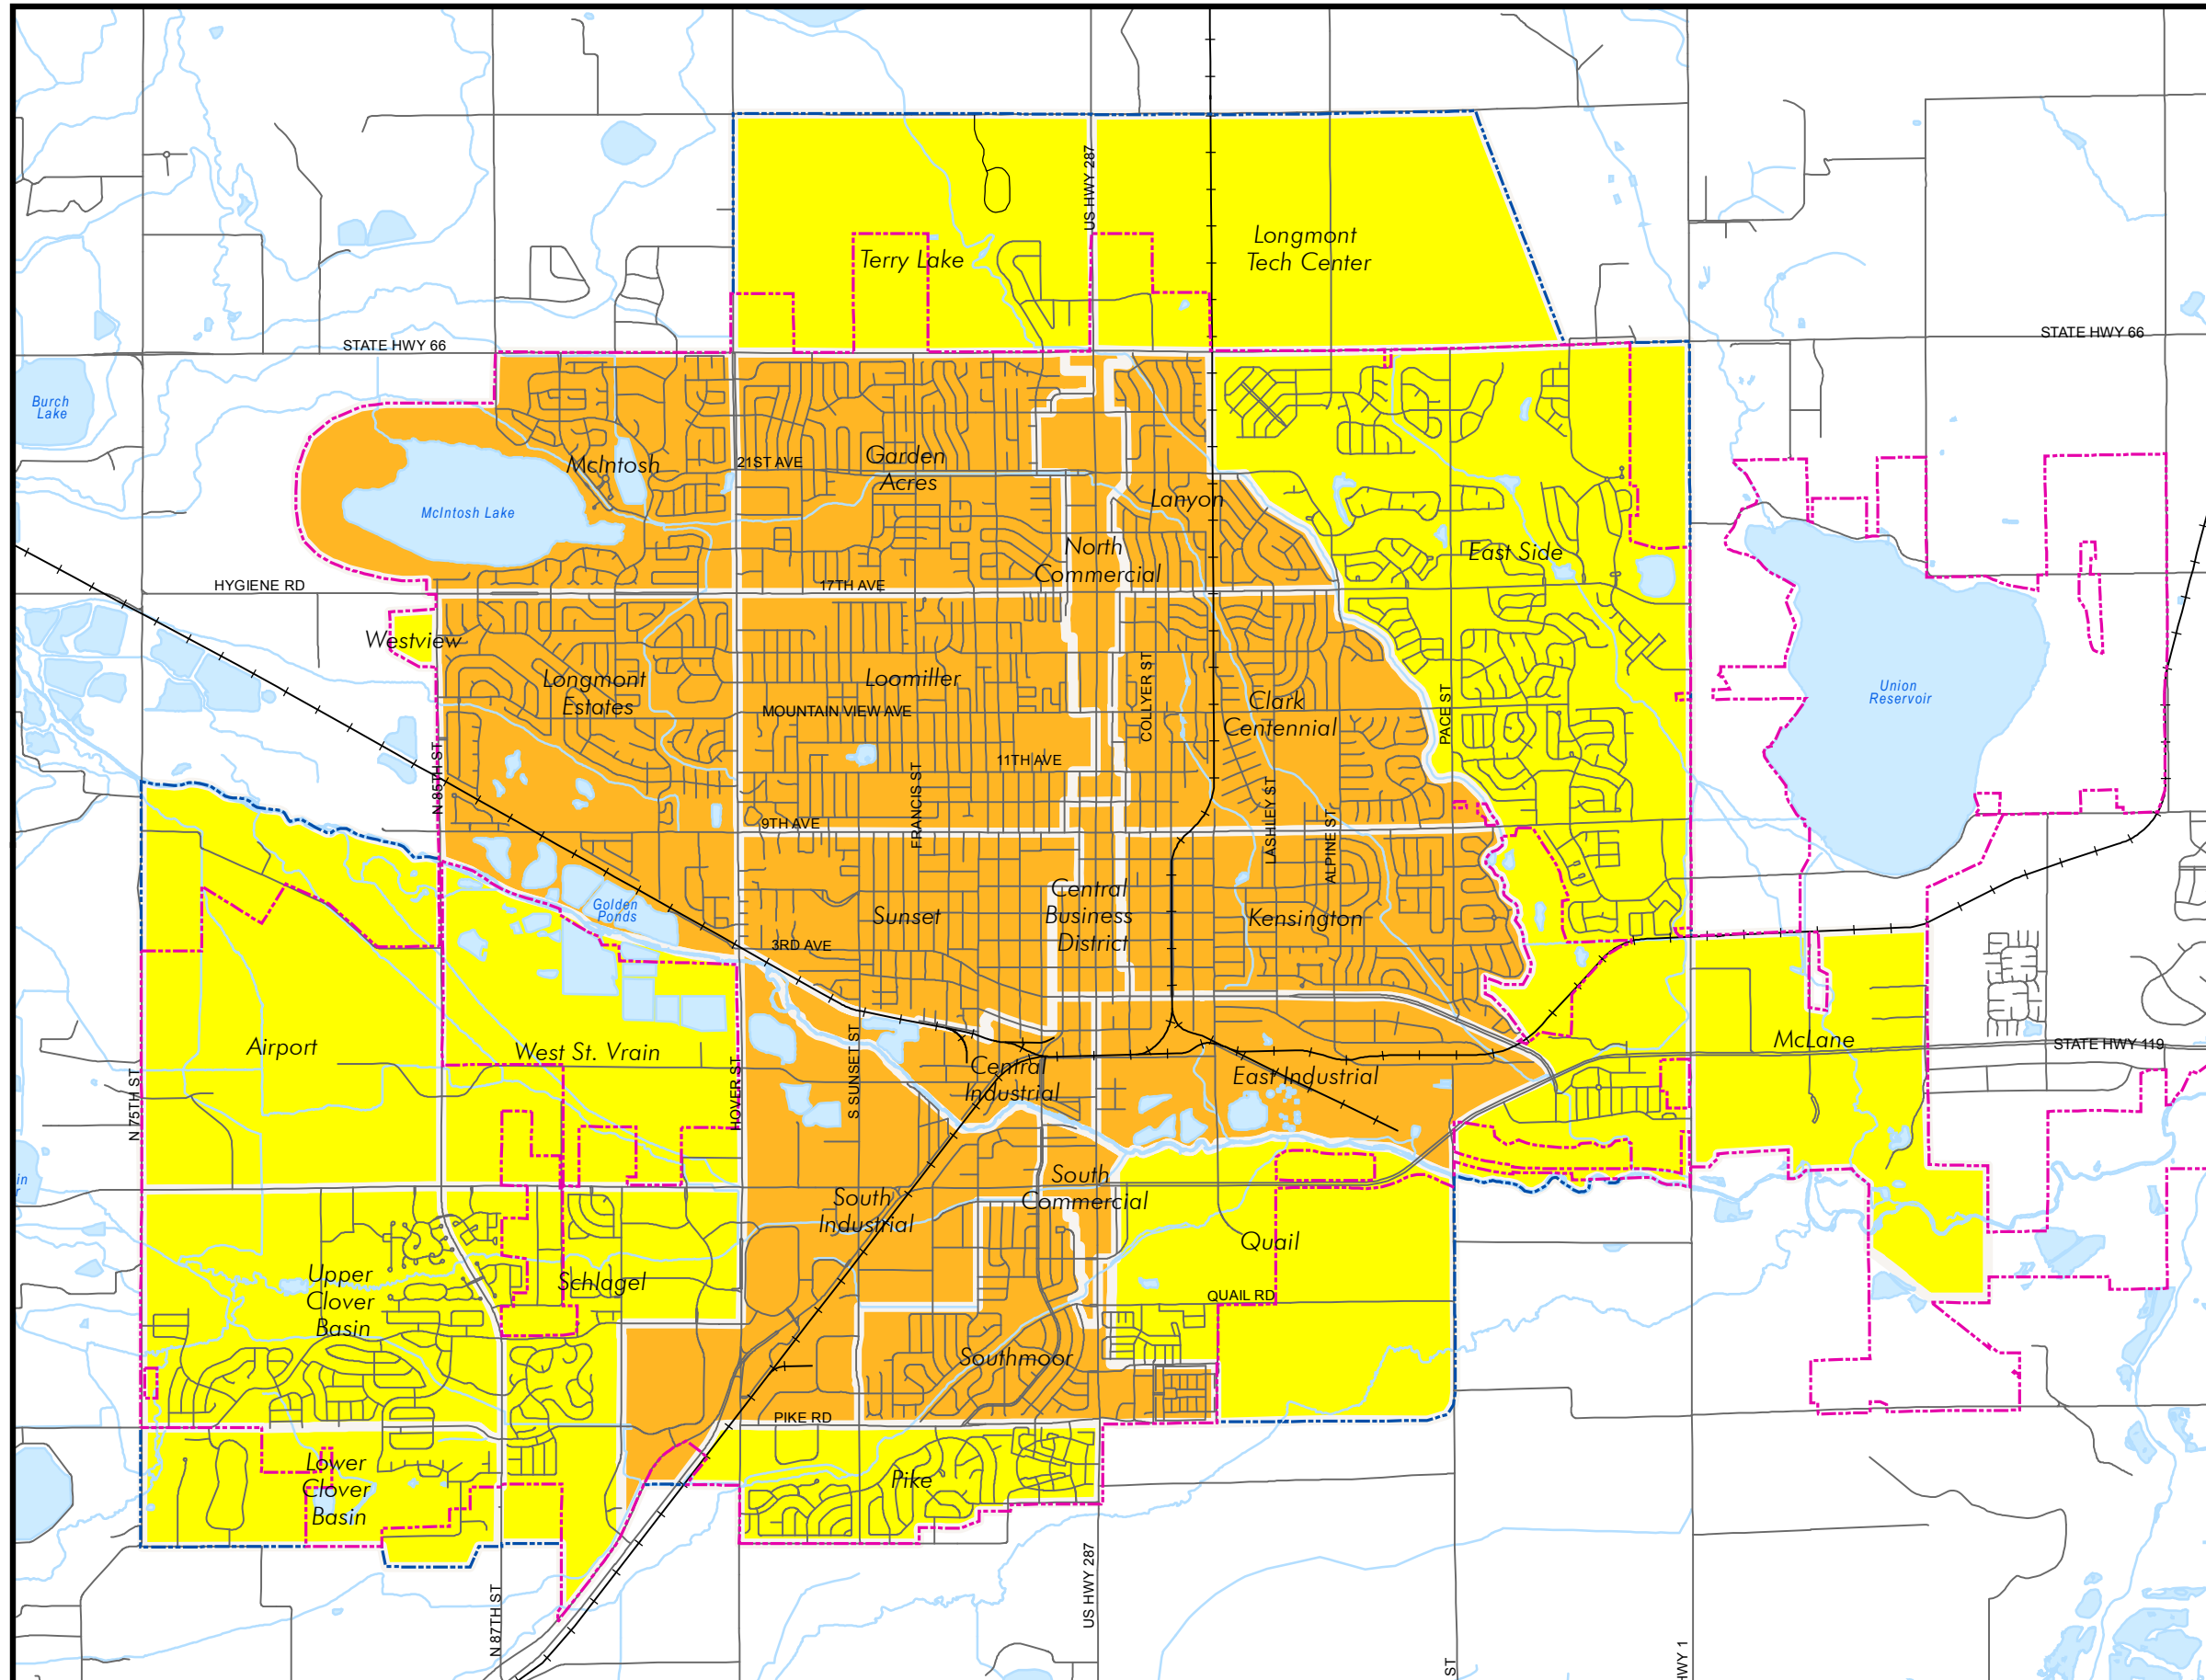 US HWY 287
Longmont
Tech Center
Terry Lake
STATE HWY 66
STATE HWY 66
Burch
Lake
McIntosh
21ST AVE
Garden
Acres
Lanyon
McIntosh Lake
North
Commercial
East Side
HYGIENE RD
17TH AVE
Westview
Longmont
Estates
Loomiller
COLLYER ST
Clark
Centennial
PACE ST
Union
Reservoir
MOUNTAIN VIEW AVE
N 85TH ST
11TH AVE
FRANCIS ST
LASHLEY ST
ALPINE ST
9TH AVE
Golden
Ponds
Sunset
Central
Business
District
Kensington
3RD AVE
Airport
West St. Vrain
S SUNSET ST
McLane
STATE HWY 119
N 75TH ST
HOVER ST
Central
Industrial
East Industrial
in
r
South
Industrial
South
Commercial
Quail
Upper
Clover
Basin
Schlagel
QUAIL RD
Southmoor
PIKE RD
Lower
Clover
Basin
Pike
N 87TH ST
US HWY 287
ST
HWY 1